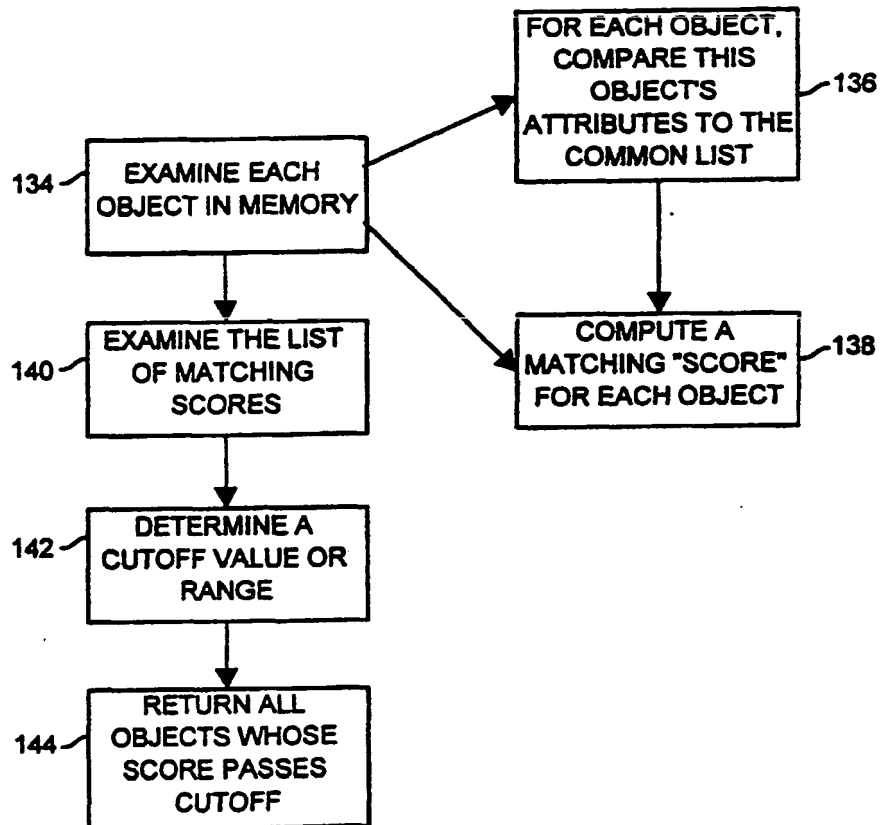 FOR EACH OBJECT,
COMPARE THIS
OBJECT'S
ATTRIBUTES TO THE
COMMON LIST
136
134
EXAMINE EACH
OBJECT IN MEMORY
COMPUTE A
MATCHING "SCORE"
FOR EACH OBJECT
138
140
EXAMINE THE LIST
OF MATCHING
SCORES
142
DETERMINE A
CUTOFF VALUE OR
RANGE
144
RETURN ALL
OBJECTS WHOSE
SCORE PASSES
CUTOFF